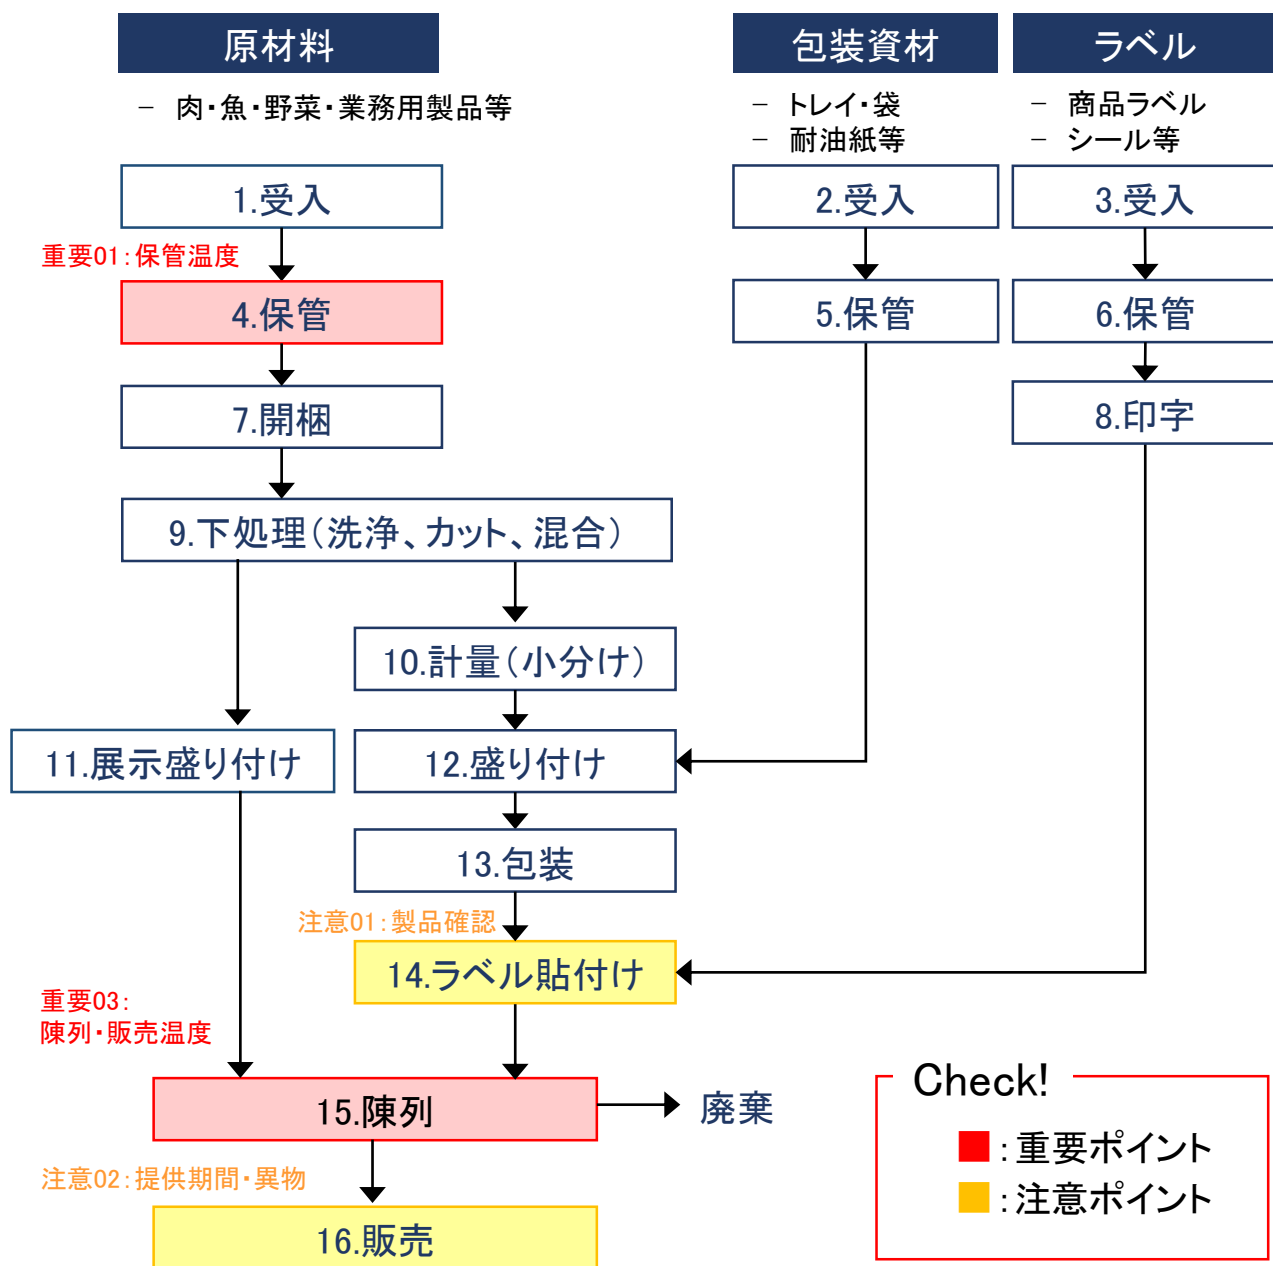 原材料
包装資材
ラベル
－ 肉・魚・野菜・業務用製品等
－ トレイ・袋
－ 耐油紙等
－ 商品ラベル
－ シール等
1.受入
2.受入
3.受入
重要01：保管温度
4.保管
5.保管
6.保管
7.開梱
8.印字
9.下処理（洗浄、カット、混合）
10.計量（小分け）
11.展示盛り付け
12.盛り付け
13.包装
注意01：製品確認
14.ラベル貼付け
重要03：
陳列・販売温度
15.陳列
廃棄
注意02：提供期間・異物
16.販売
Check!
：重要ポイント
：注意ポイント